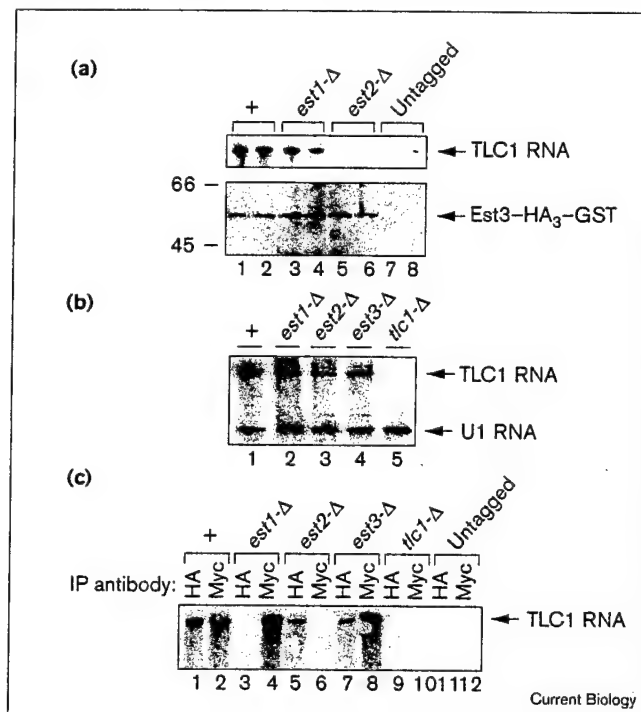 (a)
+ est1-Δ est2-Δ Untagged
TLC1 RNA
66
Est3–HA3–GST
45
1 2 3 4 5 6 7 8
(b)
+ est1-Δ est2-Δ est3-Δ tlc1-Δ
TLC1 RNA
U1 RNA
1 2 3 4 5
(c)
+ est1-Δ est2-Δ est3-Δ tlc1-Δ Untagged
IP antibody: HA Myc HA Myc HA Myc HA Myc HA Myc HA Myc
TLC1 RNA
1 2 3 4 5 6 7 8 9 10 11 12
Current Biology